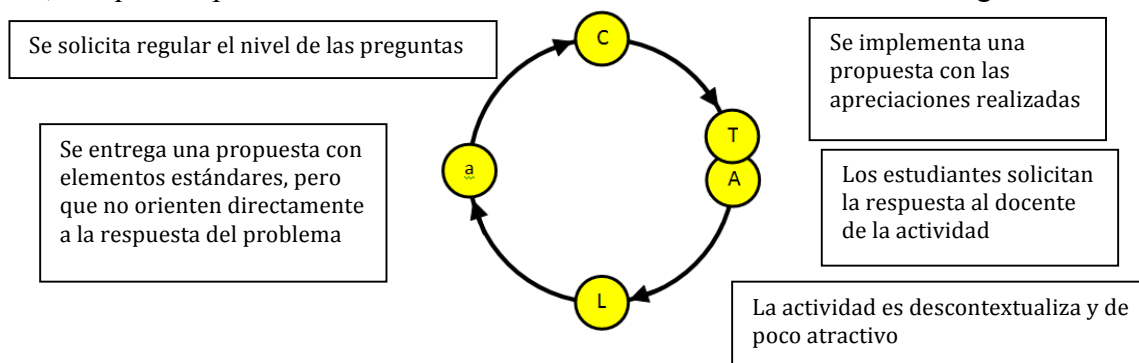 Se solicita regular el nivel de las preguntas
C
Se implementa una
propuesta con las
apreciaciones realizadas
T
Se entrega una propuesta con
elementos estándares, pero
que no orienten directamente
a la respuesta del problema
a
A
Los estudiantes solicitan
la respuesta al docente
de la actividad
L
La actividad es descontextualiza y de
poco atractivo